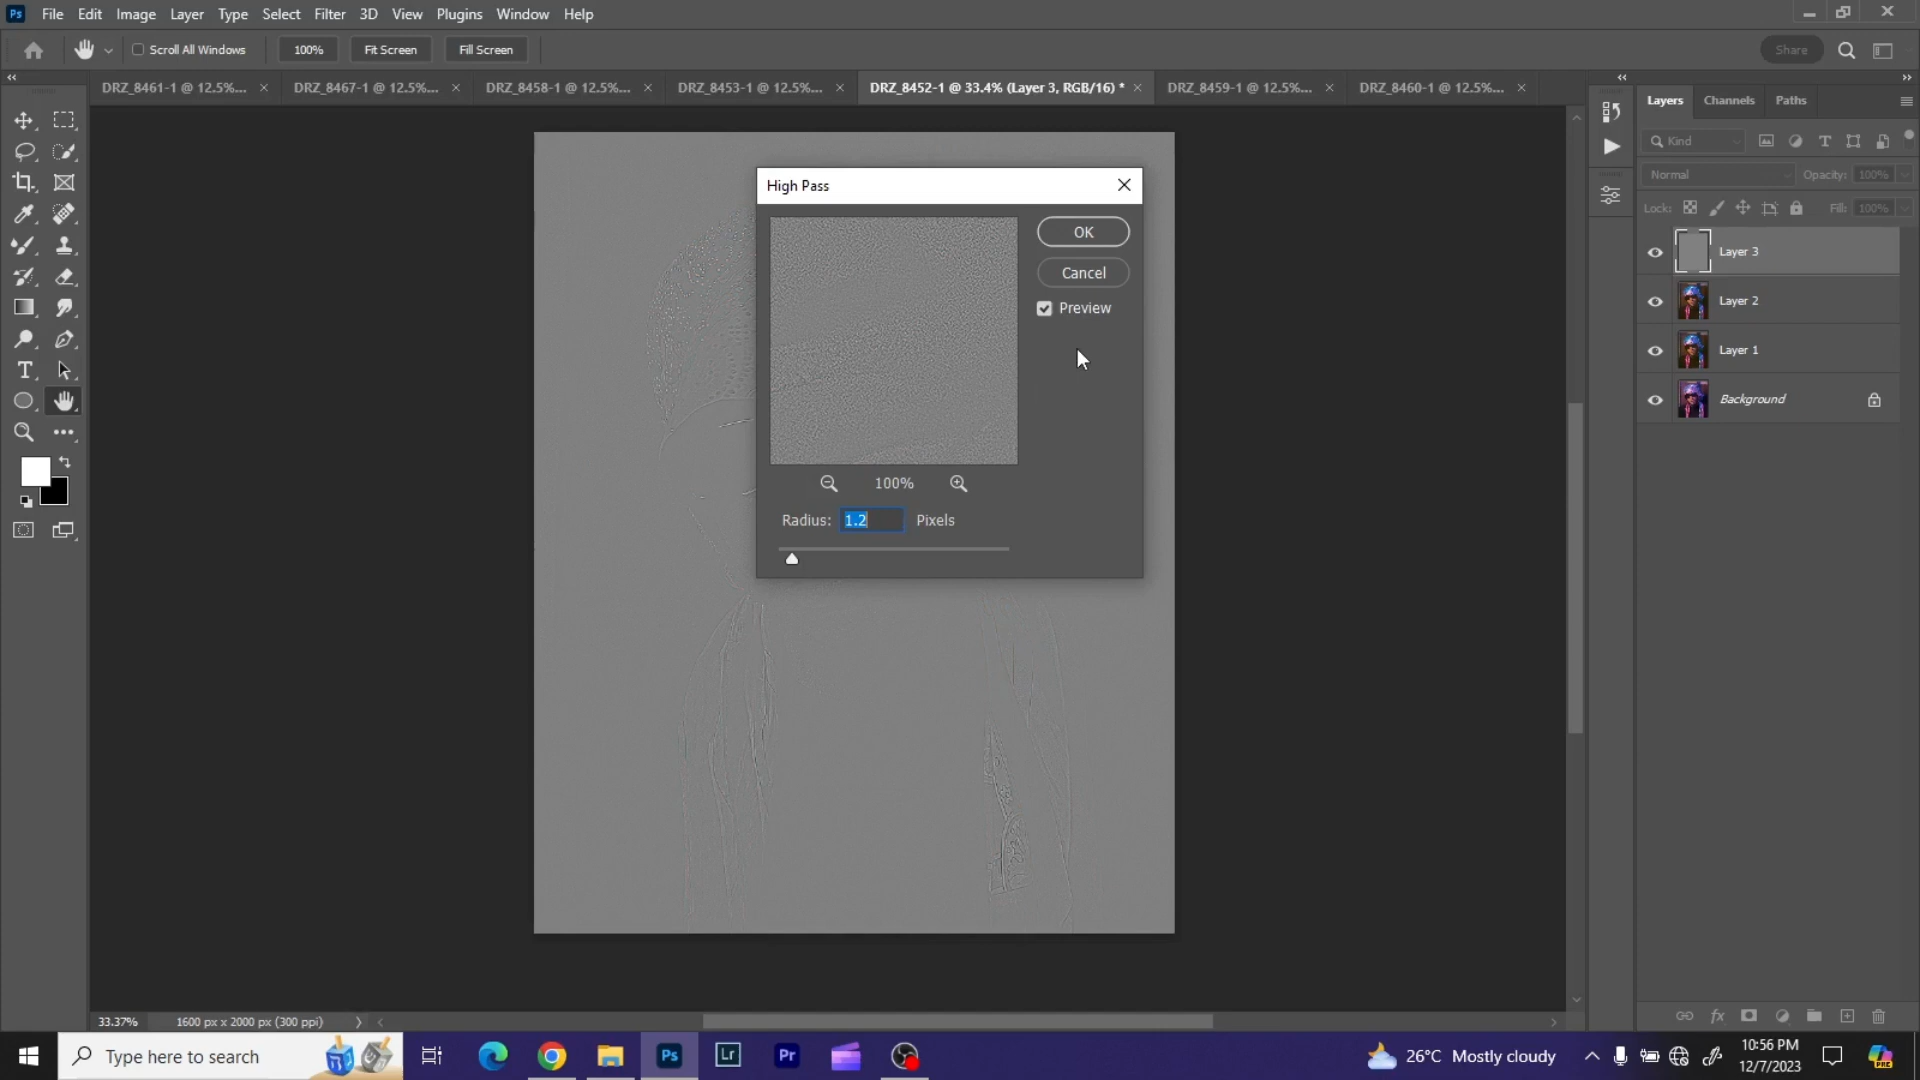 Ps File Edit Image Layer Type Select Filter 3D View Plugins Window Help
Scroll All Windows 100% Fit Screen Fill Screen Share
DRZ_8461-1 @ 12.5%... DRZ_8467-1 @ 12.5%... DRZ_8458-1 @ 12.5%... DRZ_8453-1 @ 12.5%... DRZ_8452-1 @ 33.4% (Layer 3, RGB/16) * DRZ_8459-1 @ 12.5%... DRZ_8460-1 @ 12.5%...
Layers Channels Paths
Kind
Normal Opacity: 100%
Lock: Fill: 100%
Layer 3
Layer 2
Layer 1
Background
High Pass
OK
Cancel
Preview
100%
Radius: 1.2 Pixels
33.37% 1600 px x 2000 px (300 ppi)
Type here to search
Ps Lr Pr
26°C Mostly cloudy
10:56 PM
12/7/2023
PRE